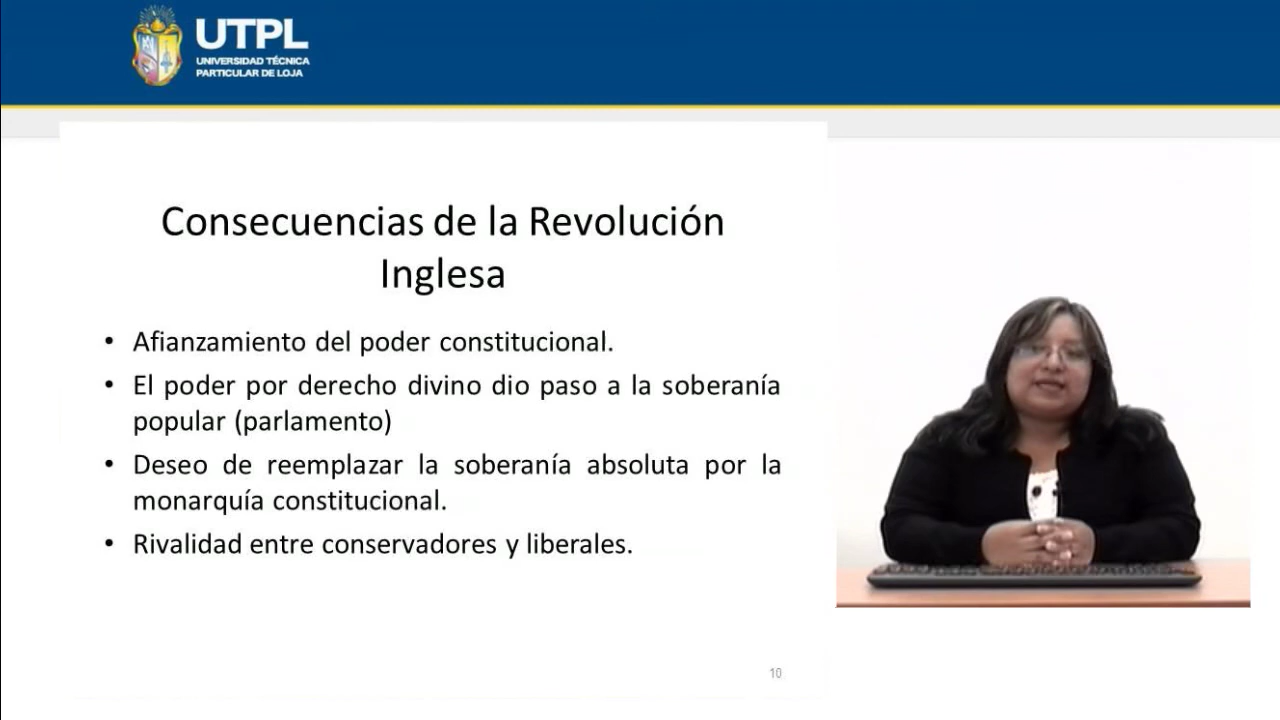 UTPL
UNIVERSIDAD TÉCNICA
PARTICULAR DE LOJA
Consecuencias de la Revolución
Inglesa
• Afianzamiento del poder constitucional.
• El poder por derecho divino dio paso a la soberanía
popular (parlamento)
• Deseo de reemplazar la soberanía absoluta por la
monarquía constitucional.
• Rivalidad entre conservadores y liberales.
10